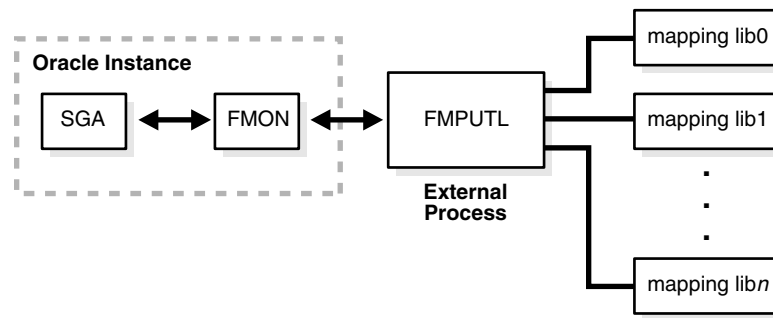 Oracle Instance
SGA
FMON
FMPUTL
External
Process
mapping lib0
mapping lib1
.
.
.
mapping libn